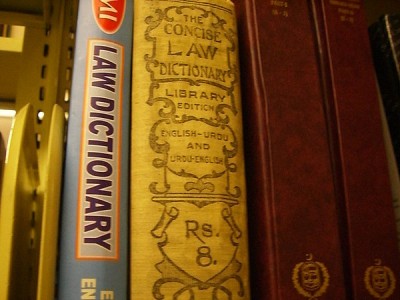 LAW DICTIONARY
THE
CONCISE
LAW
DICTIONARY
LIBRARY
EDITION
ENGLISH-URDU
AND
URDU-ENGLISH
Rs.
8.